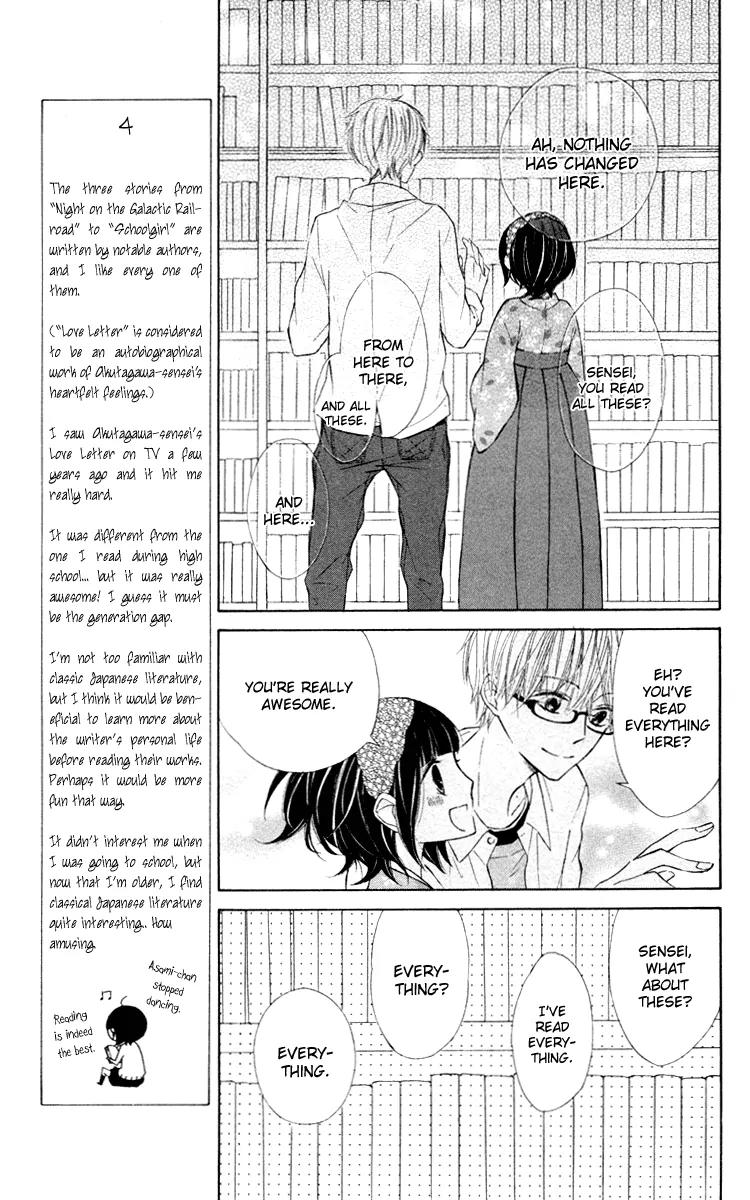 AH, NOTHING
HAS CHANGED
HERE.
SENSEI,
YOU READ
ALL THESE?
FROM
HERE TO
THERE,
AND ALL
THESE.
AND
HERE...
EH?
YOU'VE
READ
EVERYTHING
HERE?
YOU'RE REALLY
AWESOME.
SENSEI,
WHAT
ABOUT
THESE?
I'VE
READ
EVERY-
THING.
EVERY-
THING?
EVERY-
THING.
4
The three stories from
"Night on the Galactic Rail-
road" to "Schoolgirl" are
written by notable authors,
and I like every one of
them.
("Love Letter" is considered
to be an autobiographical
work of Akutagawa-sensei's
heartfelt feelings.)
I saw Akutagawa-sensei's
Love Letter on TV a few
years ago and it hit me
really hard.
It was different from the
one I read during high
school... but it was really
awesome! I guess it must
be the generation gap.
I'm not too familiar with
classic Japanese literature,
but I think it would be ben-
eficial to learn more about
the writer's personal life
before reading their works.
Perhaps it would be more
fun that way.
It didn't interest me when
I was going to school, but
now that I'm older, I find
classical Japanese literature
quite interesting.. How
amusing.
Asami-chan
stopped
dancing.
Reading
is indeed
the best.